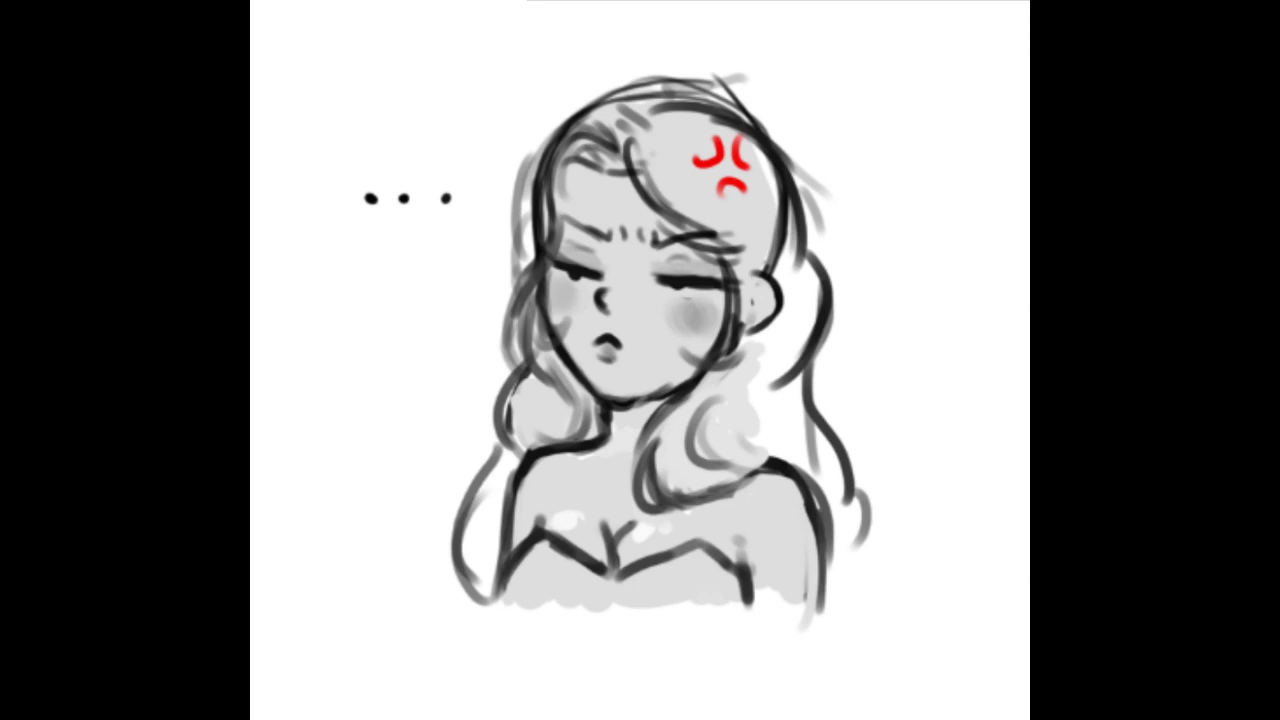 . . .